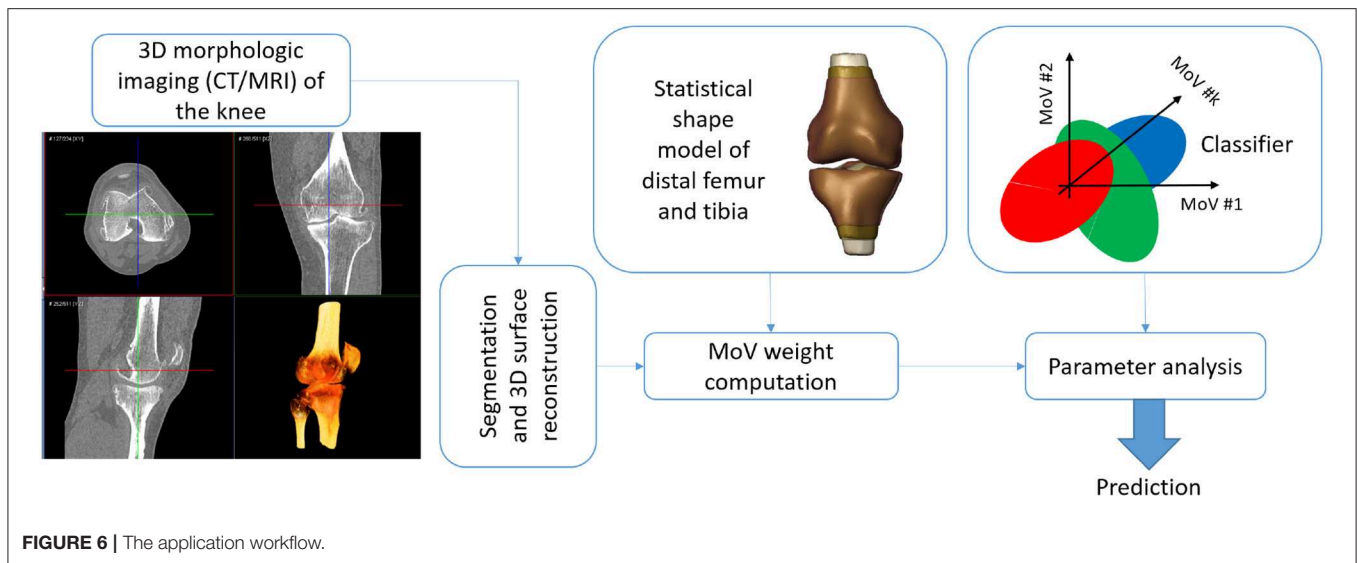 3D morphologic
imaging (CT/MRI) of
the knee
Segmentation
and 3D surface
reconstruction
Statistical
shape
model of
distal femur
and tibia
MoV weight
computation
MoV #2
MoV #k
Classifier
MoV #1
Parameter analysis
Prediction
FIGURE 6 | The application workflow.